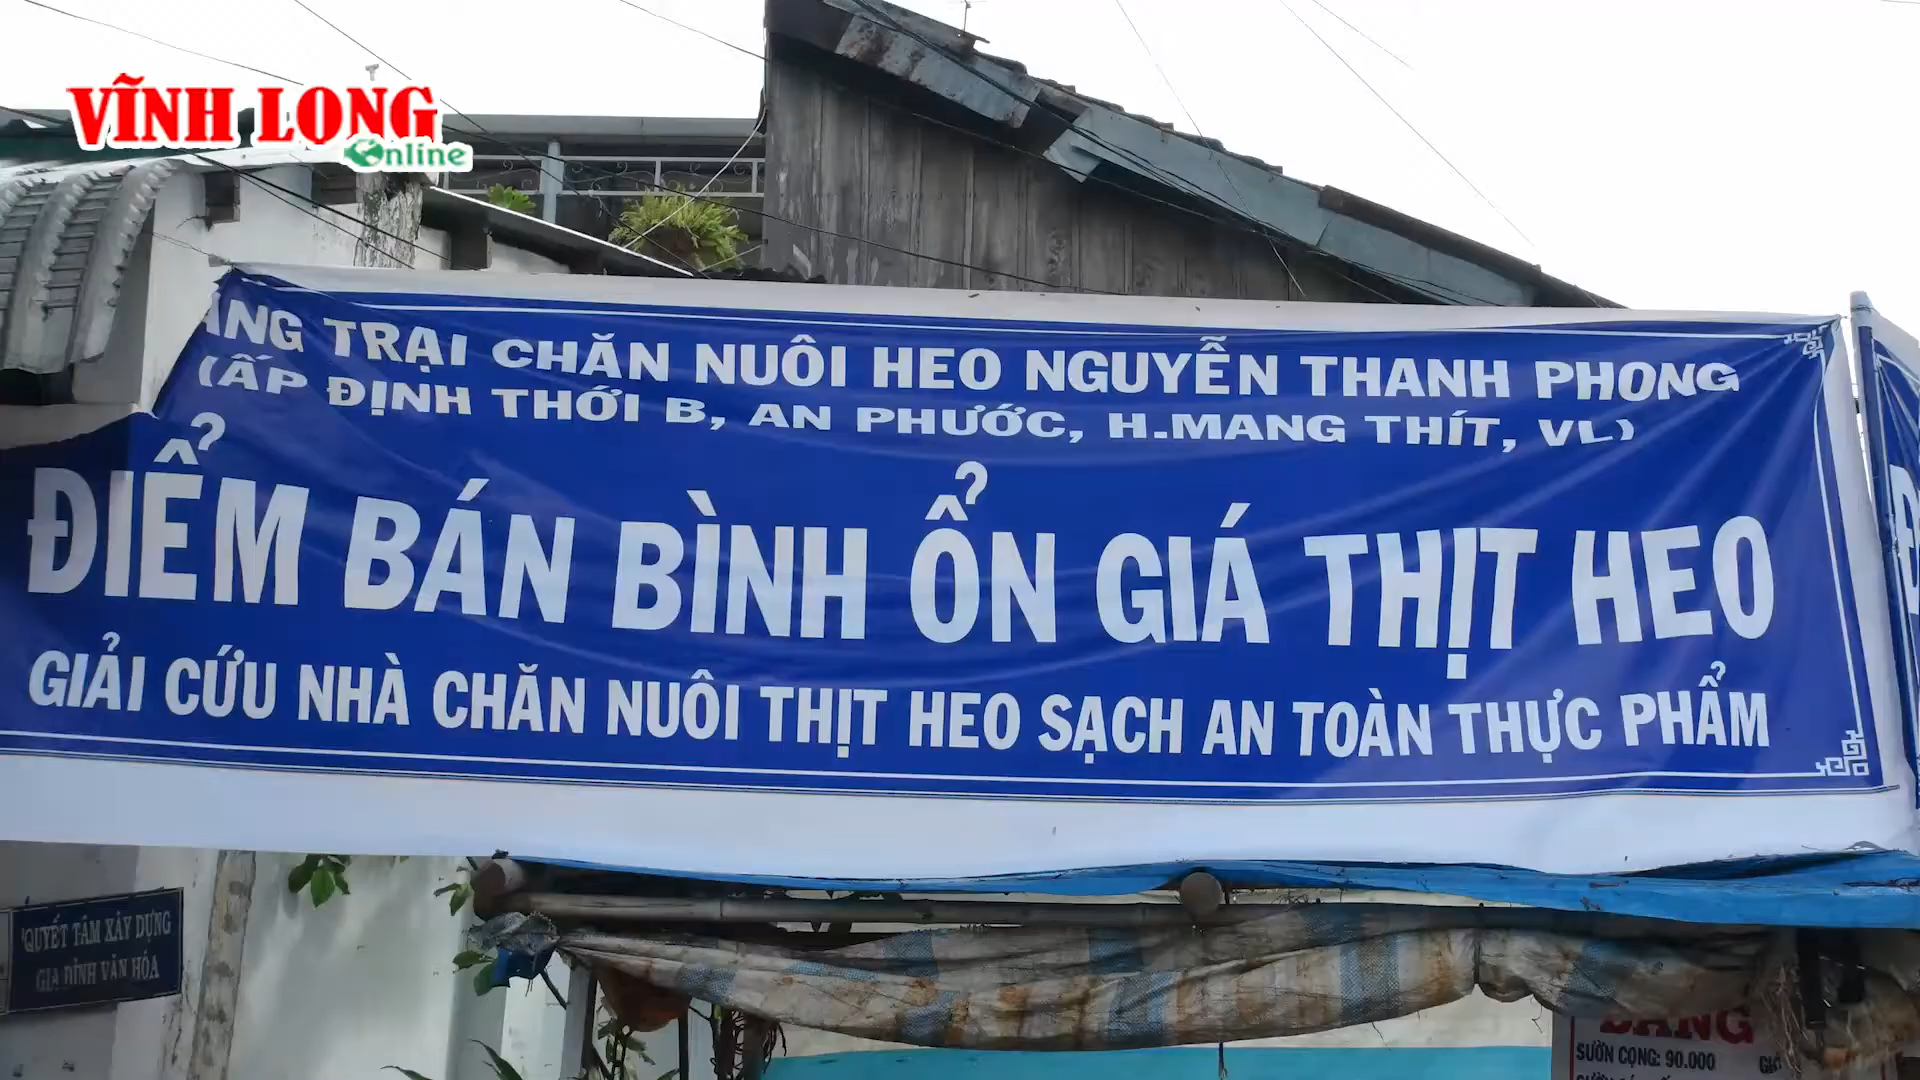 VĨNH LONG
Online
TRẠI CHĂN NUÔI HEO NGUYỄN THANH PHONG
(ẤP ĐỊNH THỚI B, AN PHƯỚC, H.MANG THÍT, VL)
ĐIỂM BÁN BÌNH ỔN GIÁ THỊT HEO
GIẢI CỨU NHÀ CHĂN NUÔI THỊT HEO SẠCH AN TOÀN THỰC PHẨM
"QUYẾT TÂM XÂY DỰNG
GIA ĐÌNH VĂN HÓA
SƯỜN CỌNG: 90.000